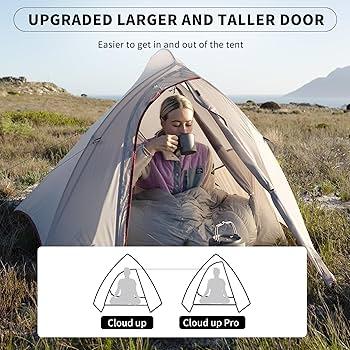 UPGRADED LARGER AND TALLER DOOR
Easier to get in and out of the tent
Cloud up
Cloud up Pro